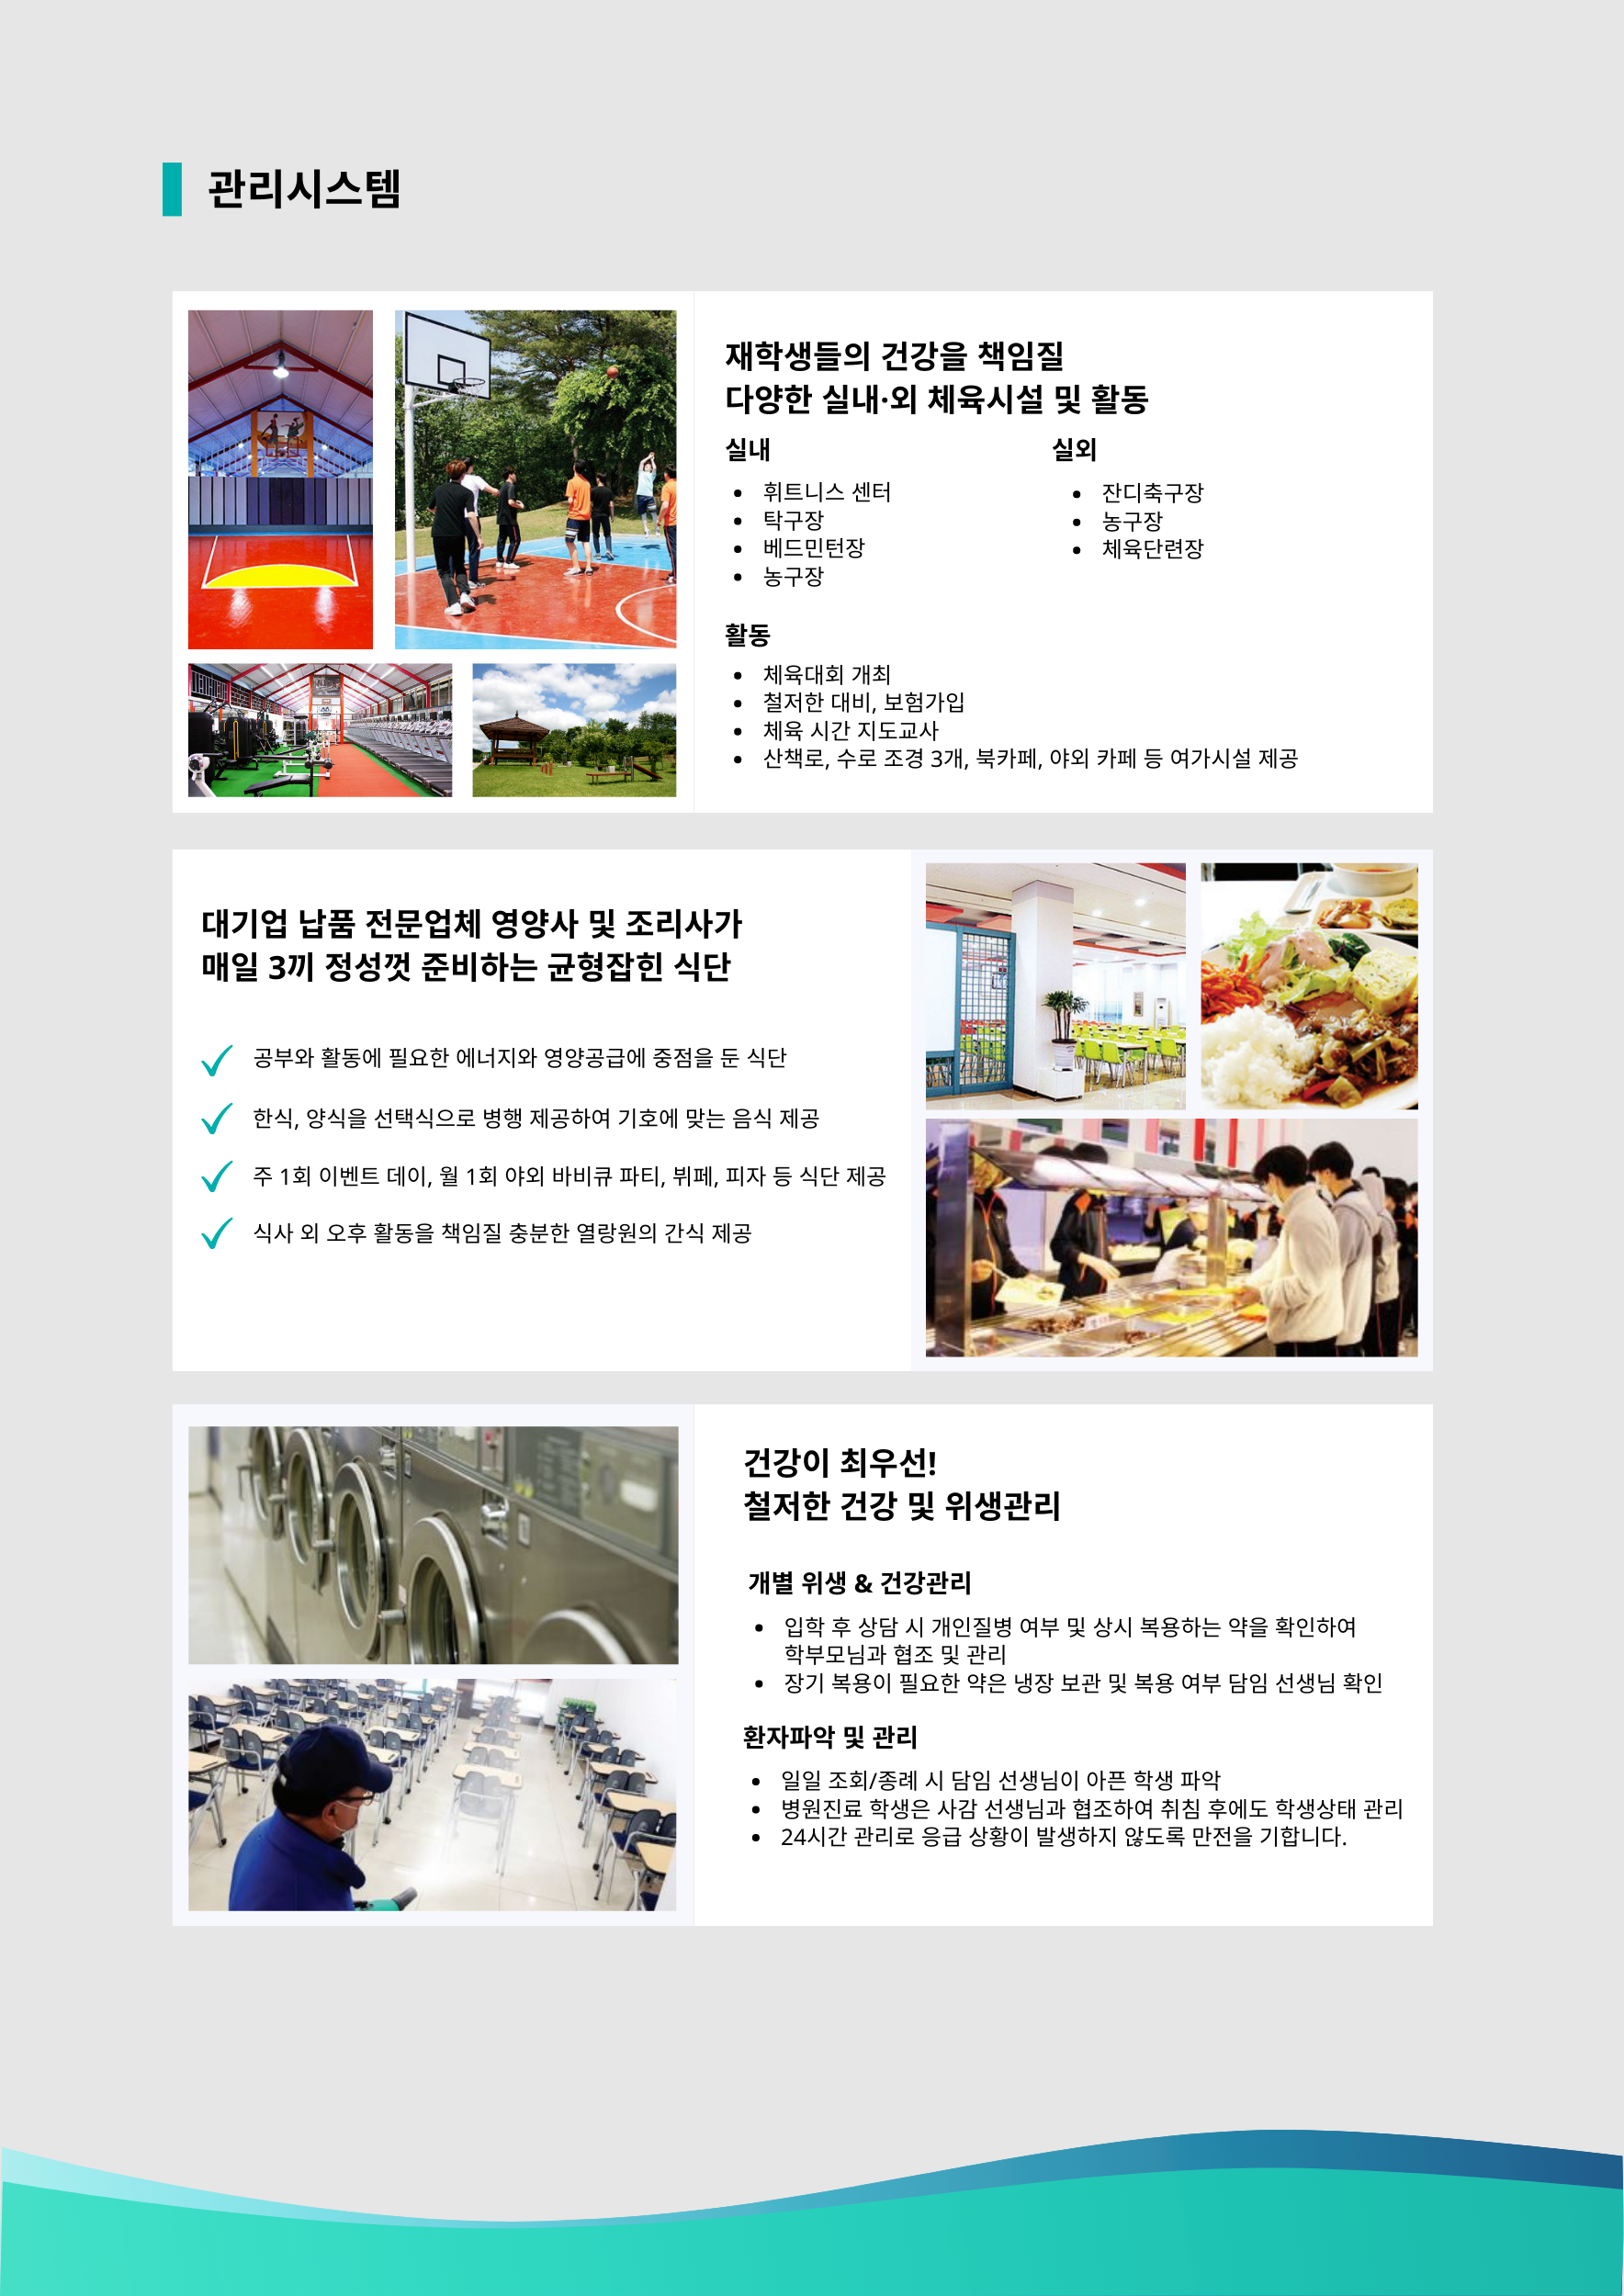 관리시스템
재학생들의 건강을 책임질
다양한 실내·외 체육시설 및 활동
실내
휘트니스 센터
탁구장
베드민턴장
농구장
실외
잔디축구장
농구장
체육단련장
활동
체육대회 개최
철저한 대비, 보험가입
체육 시간 지도교사
산책로, 수로 조경 3개, 북카페, 야외 카페 등 여가시설 제공
대기업 납품 전문업체 영양사 및 조리사가
매일 3끼 정성껏 준비하는 균형잡힌 식단
공부와 활동에 필요한 에너지와 영양공급에 중점을 둔 식단
한식, 양식을 선택식으로 병행 제공하여 기호에 맞는 음식 제공
주 1회 이벤트 데이, 월 1회 야외 바비큐 파티, 뷔페, 피자 등 식단 제공
식사 외 오후 활동을 책임질 충분한 열량원의 간식 제공
건강이 최우선!
철저한 건강 및 위생관리
개별 위생 & 건강관리
입학 후 상담 시 개인질병 여부 및 상시 복용하는 약을 확인하여
학부모님과 협조 및 관리
장기 복용이 필요한 약은 냉장 보관 및 복용 여부 담임 선생님 확인
환자파악 및 관리
일일 조회/종례 시 담임 선생님이 아픈 학생 파악
병원진료 학생은 사감 선생님과 협조하여 취침 후에도 학생상태 관리
24시간 관리로 응급 상황이 발생하지 않도록 만전을 기합니다.